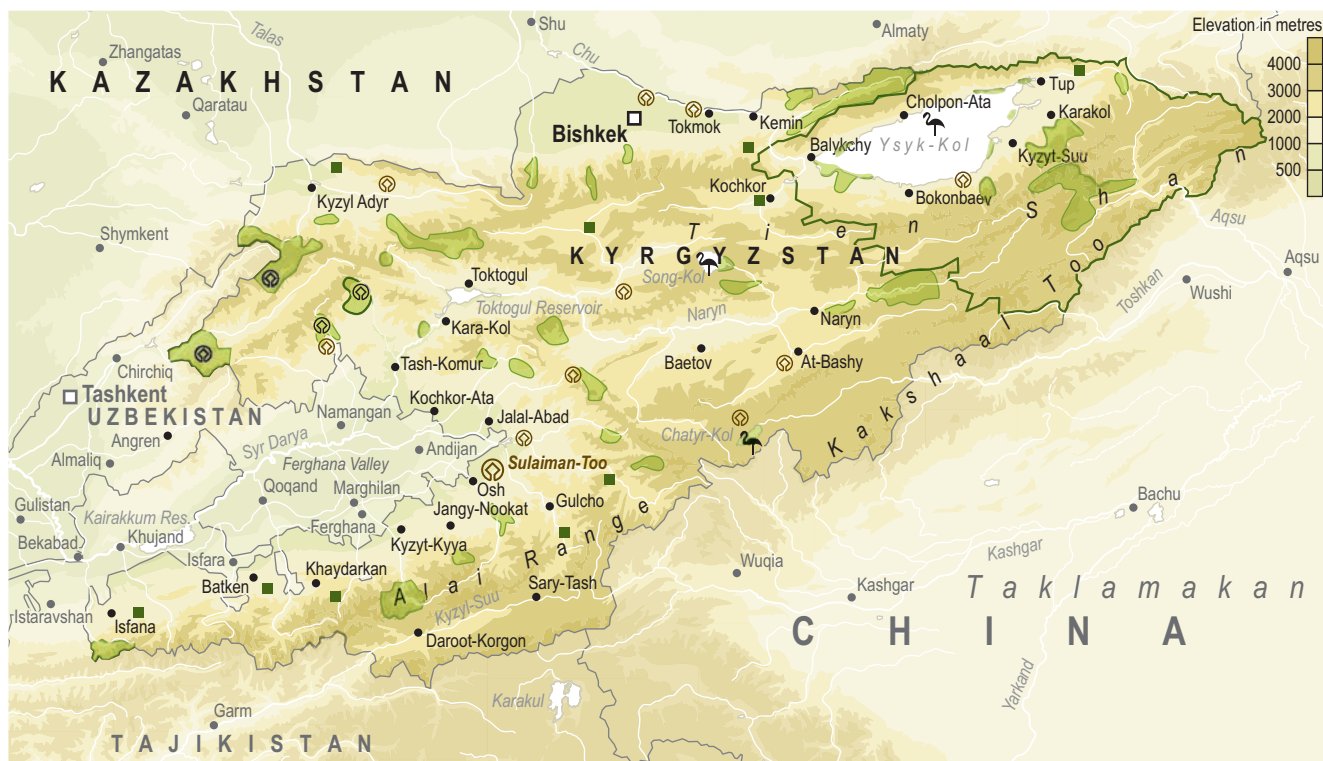 Elevation in metres
4000
3000
2000
1000
500
Shu
Talas
Almaty
Zhangatas
Chu
KAZAKHSTAN
Qaratau
Tup
Cholpon-Ata
Karakol
Bishkek
Tokmok
Kemin
Ysyk-Kol
Balykchy
Kyzyt-Suu
Kyzyl Adyr
Kochkor
Bokonbaev
Tien Shan
Aqsu
Shymkent
KYRGYZSTAN
Aqsu
Toktogul
Song-Kol
Toshkan
Wushi
Toktogul Reservoir
Naryn
Naryn
Kara-Kol
Kakshaal Too
Baetov
At-Bashy
Chirchiq
Tash-Komur
Tashkent
UZBEKISTAN
Namangan
Kochkor-Ata
Jalal-Abad
Angren
Syr Darya
Andijan
Chatyr-Kol
Almaliq
Ferghana Valley
Sulaiman-Too
Osh
Qoqand
Marghilan
Gulistan
Gulcho
Bachu
Kairakkum Res.
Jangy-Nookat
Ferghana
Khujand
Kyzyt-Kyya
Bekabad
Kashgar
Isfara
Wuqia
Khaydarkan
Alai Range
Batken
Sary-Tash
Kashgar
Taklamakan
Istaravshan
Kyzyl-Suu
Isfana
CHINA
Daroot-Korgon
Yarkand
Karakul
Garm
TAJIKISTAN